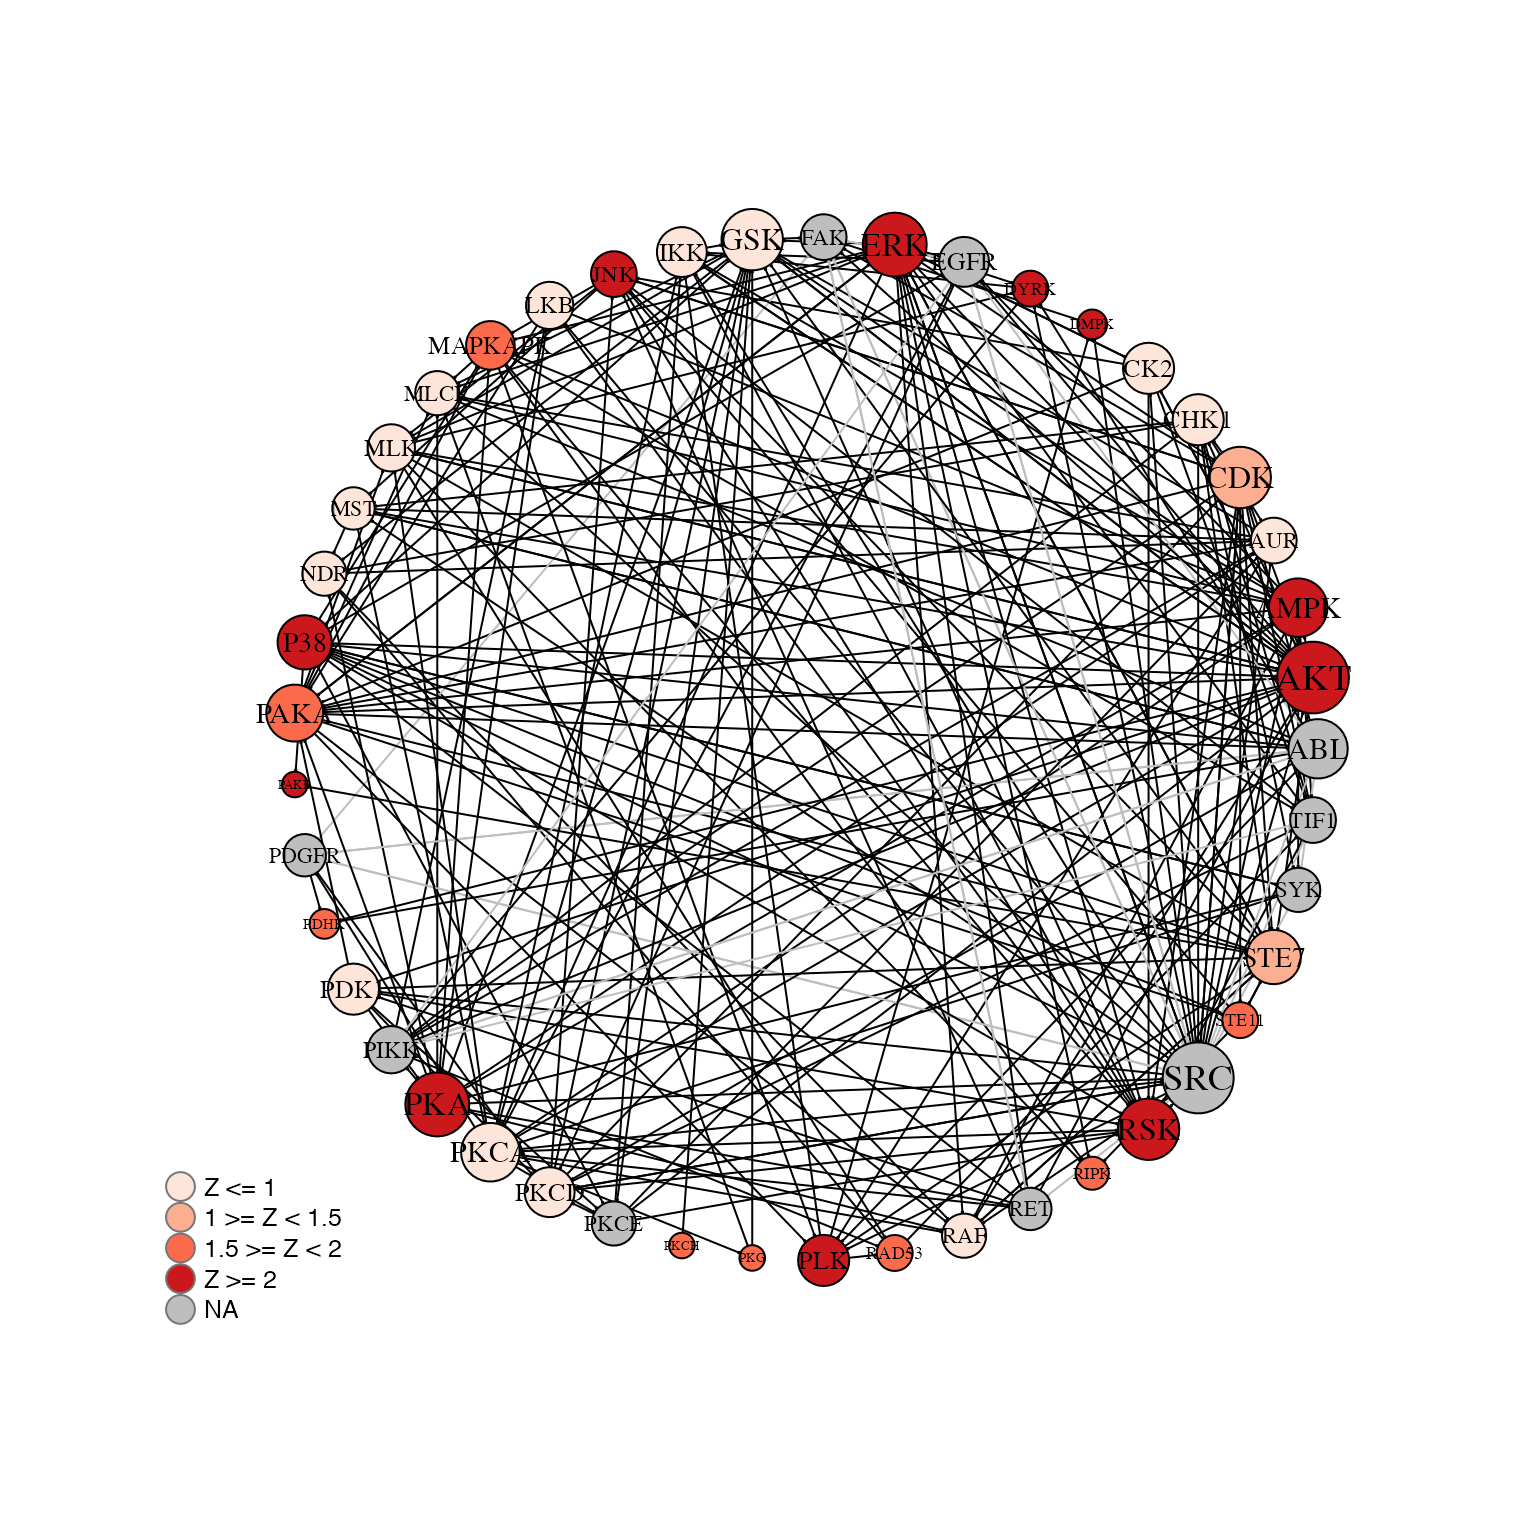 GSK
FAK
ERK
IKK
EGFR
JNK
DYRK
LKB
DMPK
MAPKAPK
CK2
MLCK
CHK1
MLK
CDK
MST
AUR
NDR
AMPK
P38
AKT
PAKA
ABL
TIF1
PDGFR
SYK
PDHK
STE7
PDK
STE11
PIKK
SRC
PKA
RSK
PKCA
RIPK
PKCD
RET
PKCE
RAF
PKCH
RAD53
PKG
PLK
Z <= 1
1 >= Z < 1.5
1.5 >= Z < 2
Z >= 2
NA